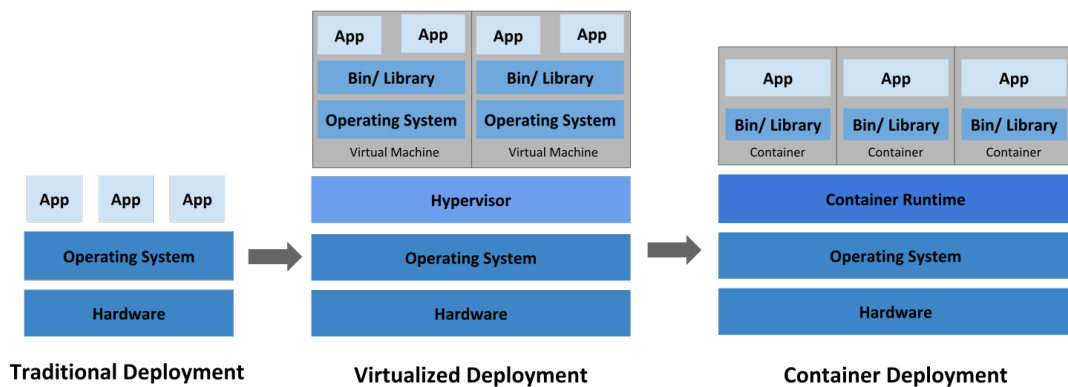 App App App
Operating System
Hardware
Traditional Deployment
App App App App
Bin/ Library Bin/ Library
Operating System Operating System
Virtual Machine Virtual Machine
Hypervisor
Operating System
Hardware
Virtualized Deployment
App App App
Bin/ Library Bin/ Library Bin/ Library
Container Container Container
Container Runtime
Operating System
Hardware
Container Deployment